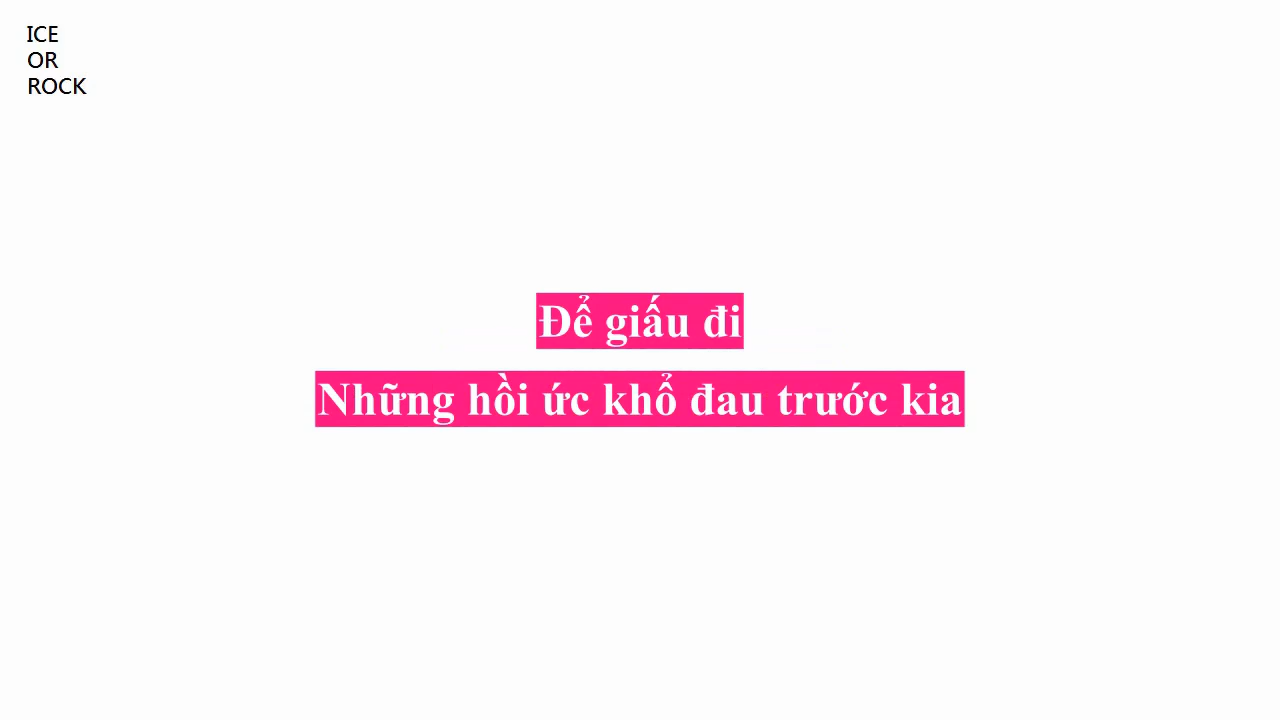 ICE
OR
ROCK
Để giấu đi
Những hồi ức khổ đau trước kia